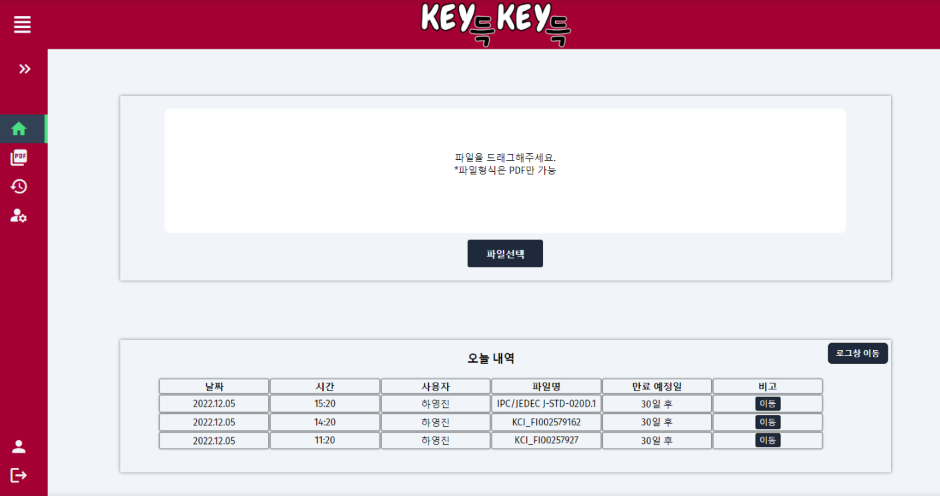 KEY득KEY득
PDF
파일을 드래그해주세요.
*파일형식은 PDF만 가능
파일선택
오늘 내역
로그창 이동
날짜 시간 사용자 파일명 만료 예정일 비고
2022.12.05 15:20 하영진 IPC/JEDEC J-STD-020D.1 30일 후 이동
2022.12.05 14:20 하영진 KCI_FI002579162 30일 후 이동
2022.12.05 11:20 하영진 KCI_FI00257927 30일 후 이동